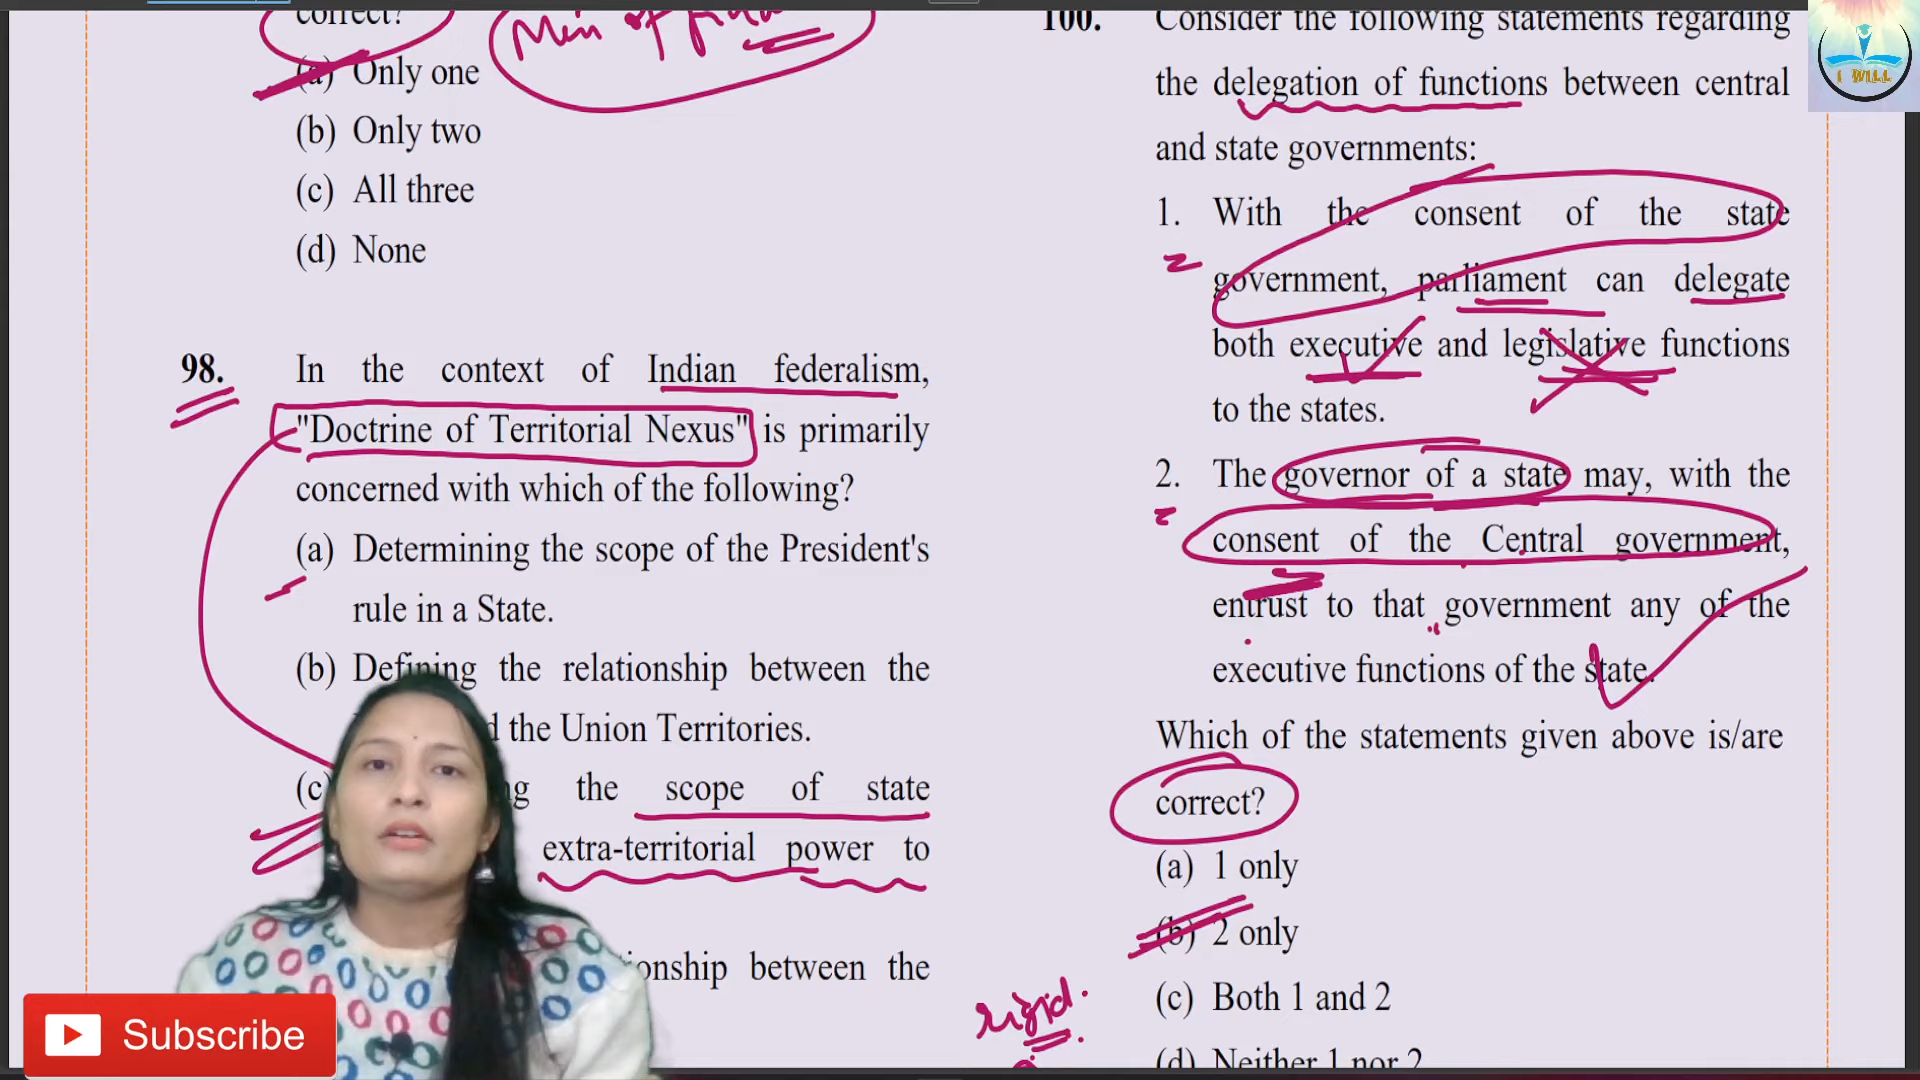 correct?
Min of
(a) Only one
(b) Only two
(c) All three
(d) None
98. In the context of Indian federalism,
"Doctrine of Territorial Nexus" is primarily
concerned with which of the following?
(a) Determining the scope of the President's
rule in a State.
(b) Defining the relationship between the
the Union Territories.
(c the scope of state
extra-territorial power to
between the
100. Consider the following statements regarding
the delegation of functions between central
and state governments:
1. With the consent of the state
government, parliament can delegate
both executive and legislative functions
to the states.
2. The governor of a state may, with the
consent of the Central government,
entrust to that government any of the
executive functions of the state.
Which of the statements given above is/are
correct?
(a) 1 only
(b) 2 only
(c) Both 1 and 2
(d) Neither 1 nor 2
rigid.
I WILL
Subscribe